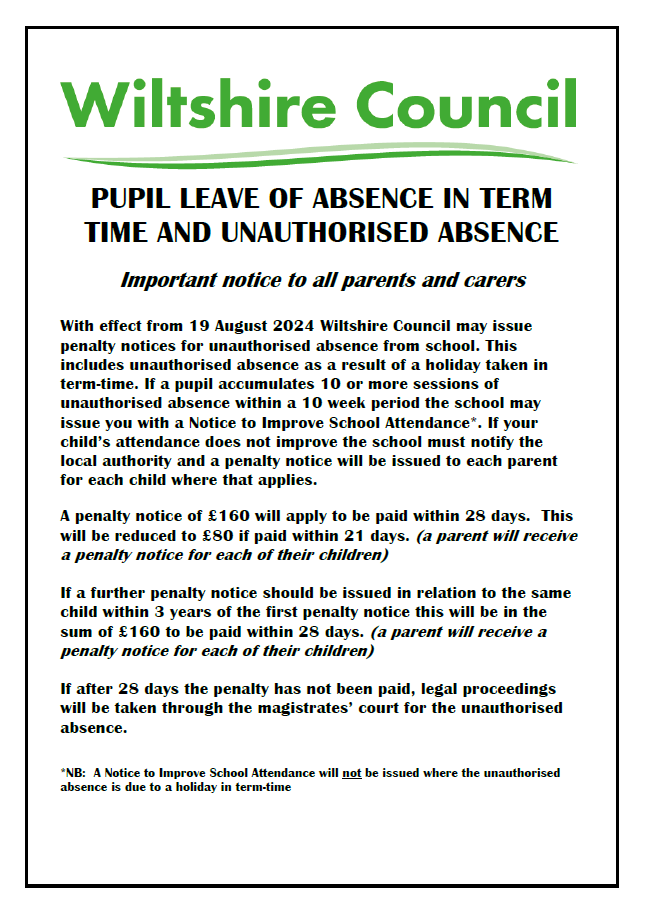 Wiltshire Council
PUPIL LEAVE OF ABSENCE IN TERM
TIME AND UNAUTHORISED ABSENCE
Important notice to all parents and carers
With effect from 19 August 2024 Wiltshire Council may issue
penalty notices for unauthorised absence from school. This
includes unauthorised absence as a result of a holiday taken in
term-time. If a pupil accumulates 10 or more sessions of
unauthorised absence within a 10 week period the school may
issue you with a Notice to Improve School Attendance*. If your
child's attendance does not improve the school must notify the
local authority and a penalty notice will be issued to each parent
for each child where that applies.
A penalty notice of £160 will apply to be paid within 28 days.  This
will be reduced to £80 if paid within 21 days. (a parent will receive
a penalty notice for each of their children)
If a further penalty notice should be issued in relation to the same
child within 3 years of the first penalty notice this will be in the
sum of £160 to be paid within 28 days. (a parent will receive a
penalty notice for each of their children)
If after 28 days the penalty has not been paid, legal proceedings
will be taken through the magistrates' court for the unauthorised
absence.
*NB:  A Notice to Improve School Attendance will not be issued where the unauthorised
absence is due to a holiday in term-time